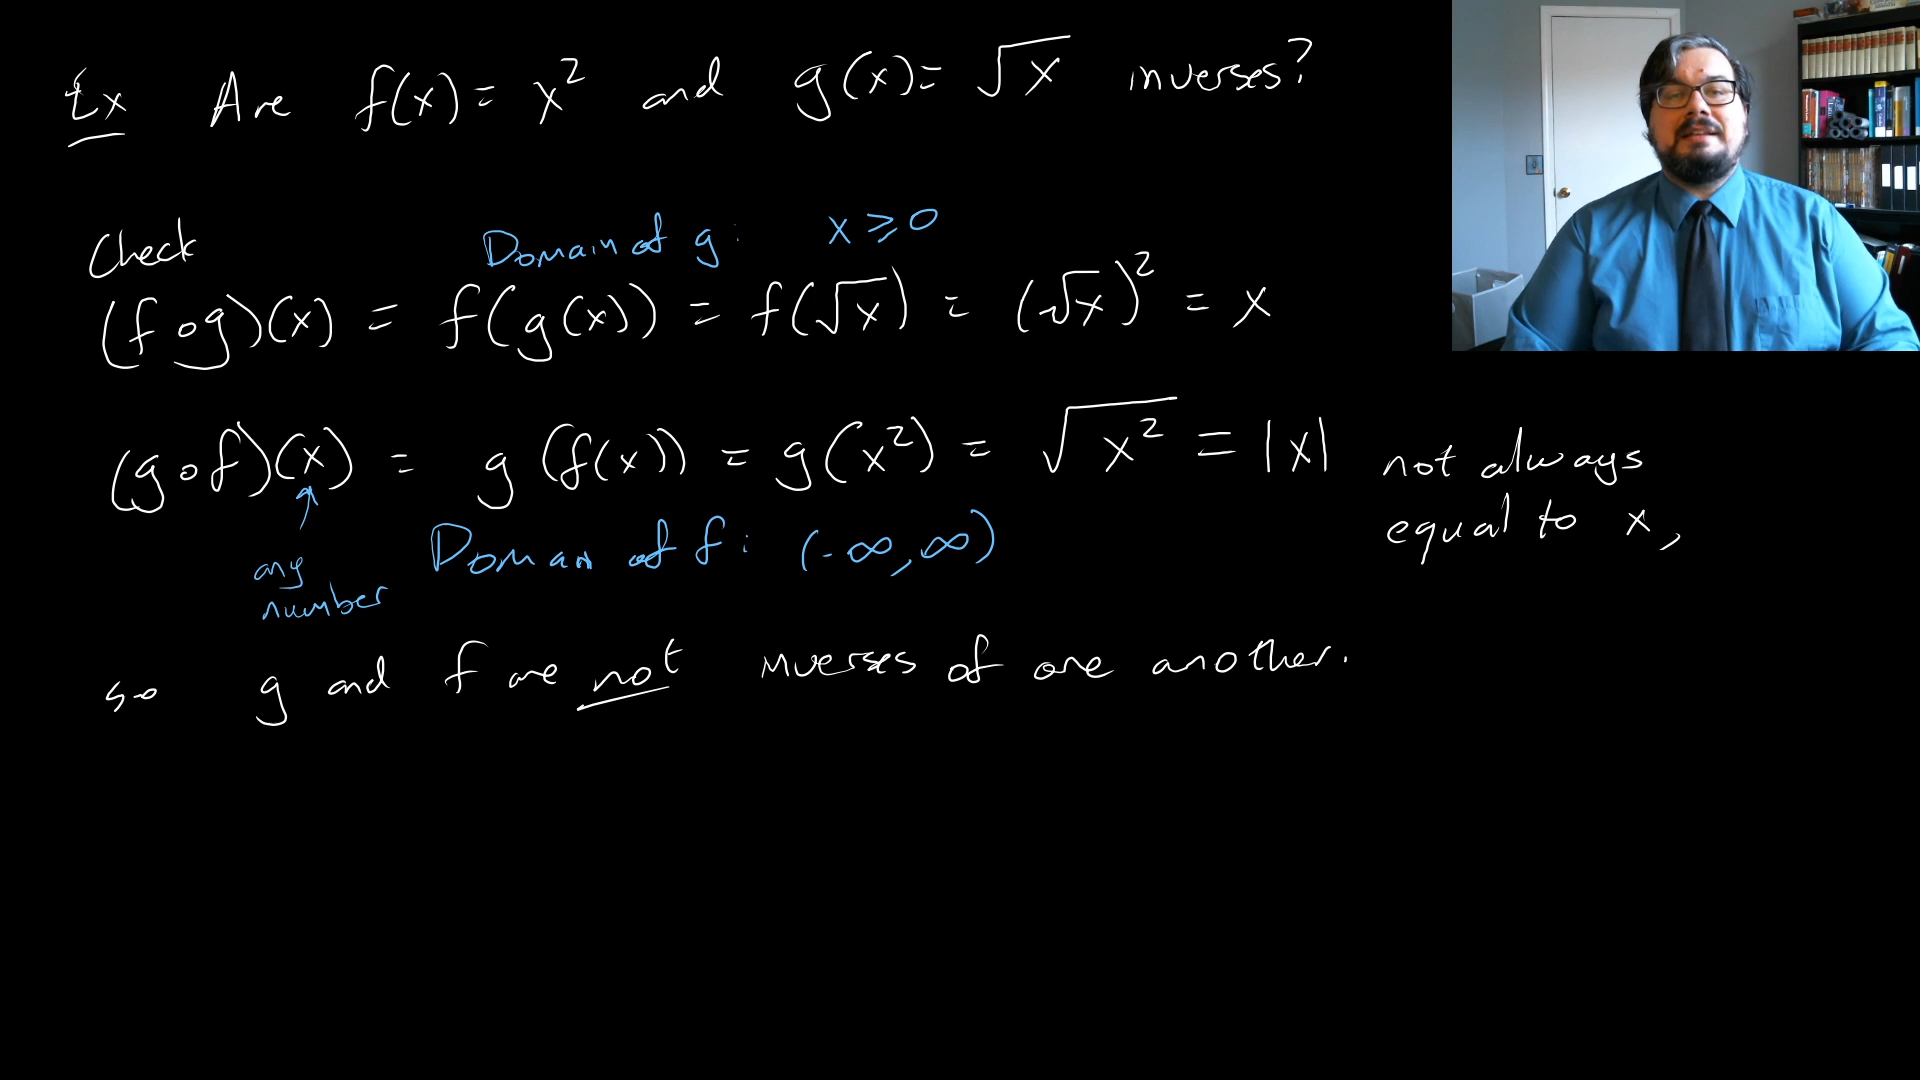 Ex Are f(x) = x² and g(x) = √x inverses?
Check
Domain of g: x ≥ 0
(f∘g)(x) = f(g(x)) = f(√x) = (√x)² = x
(g∘f)(x) = g(f(x)) = g(x²) = √x² = |x| not always
equal to x,
any
number
Domain of f: (-∞,∞)
so g and f are not inverses of one another.